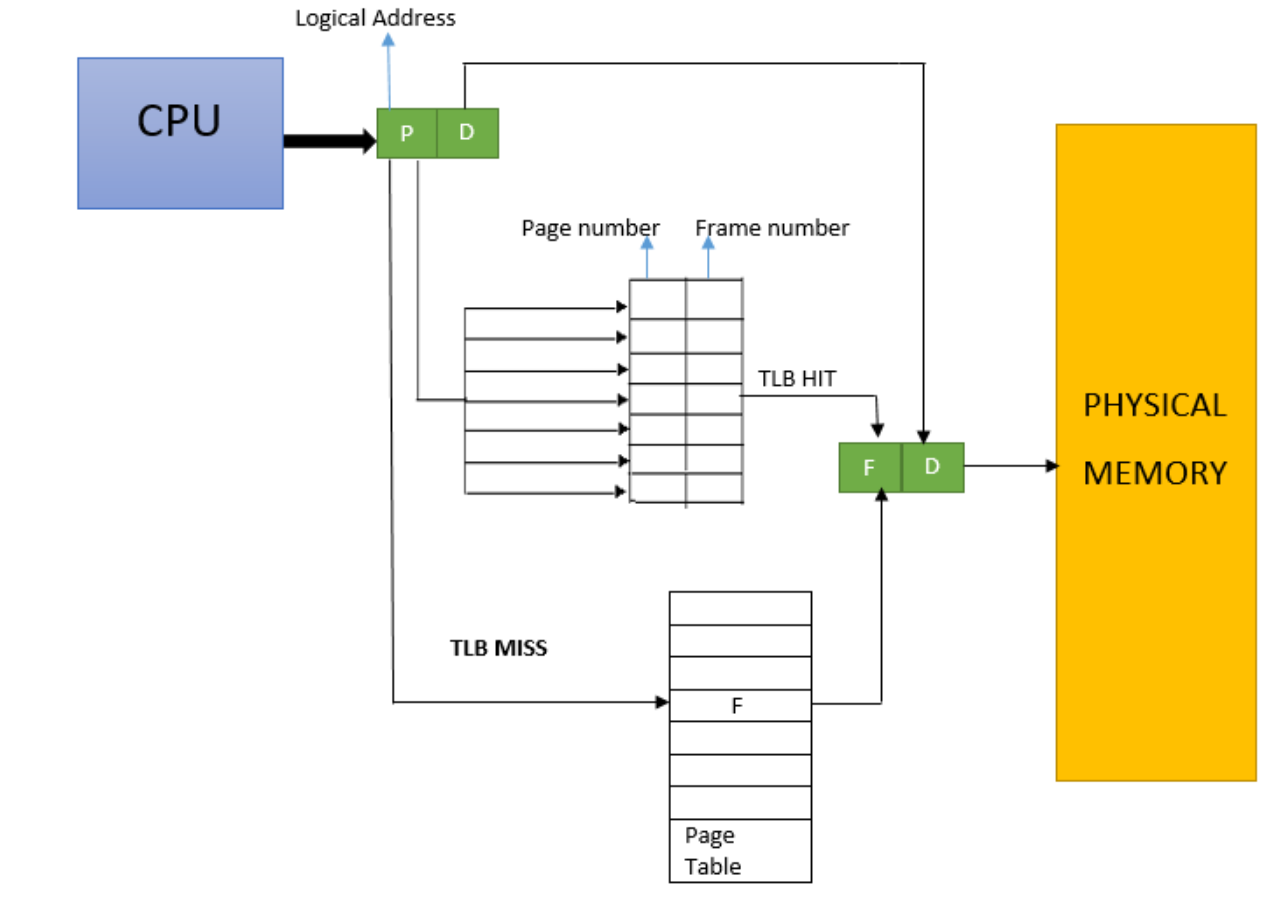 Logical Address
CPU
P D
Page number Frame number
TLB HIT
PHYSICAL
MEMORY
F D
TLB MISS
F
Page
Table